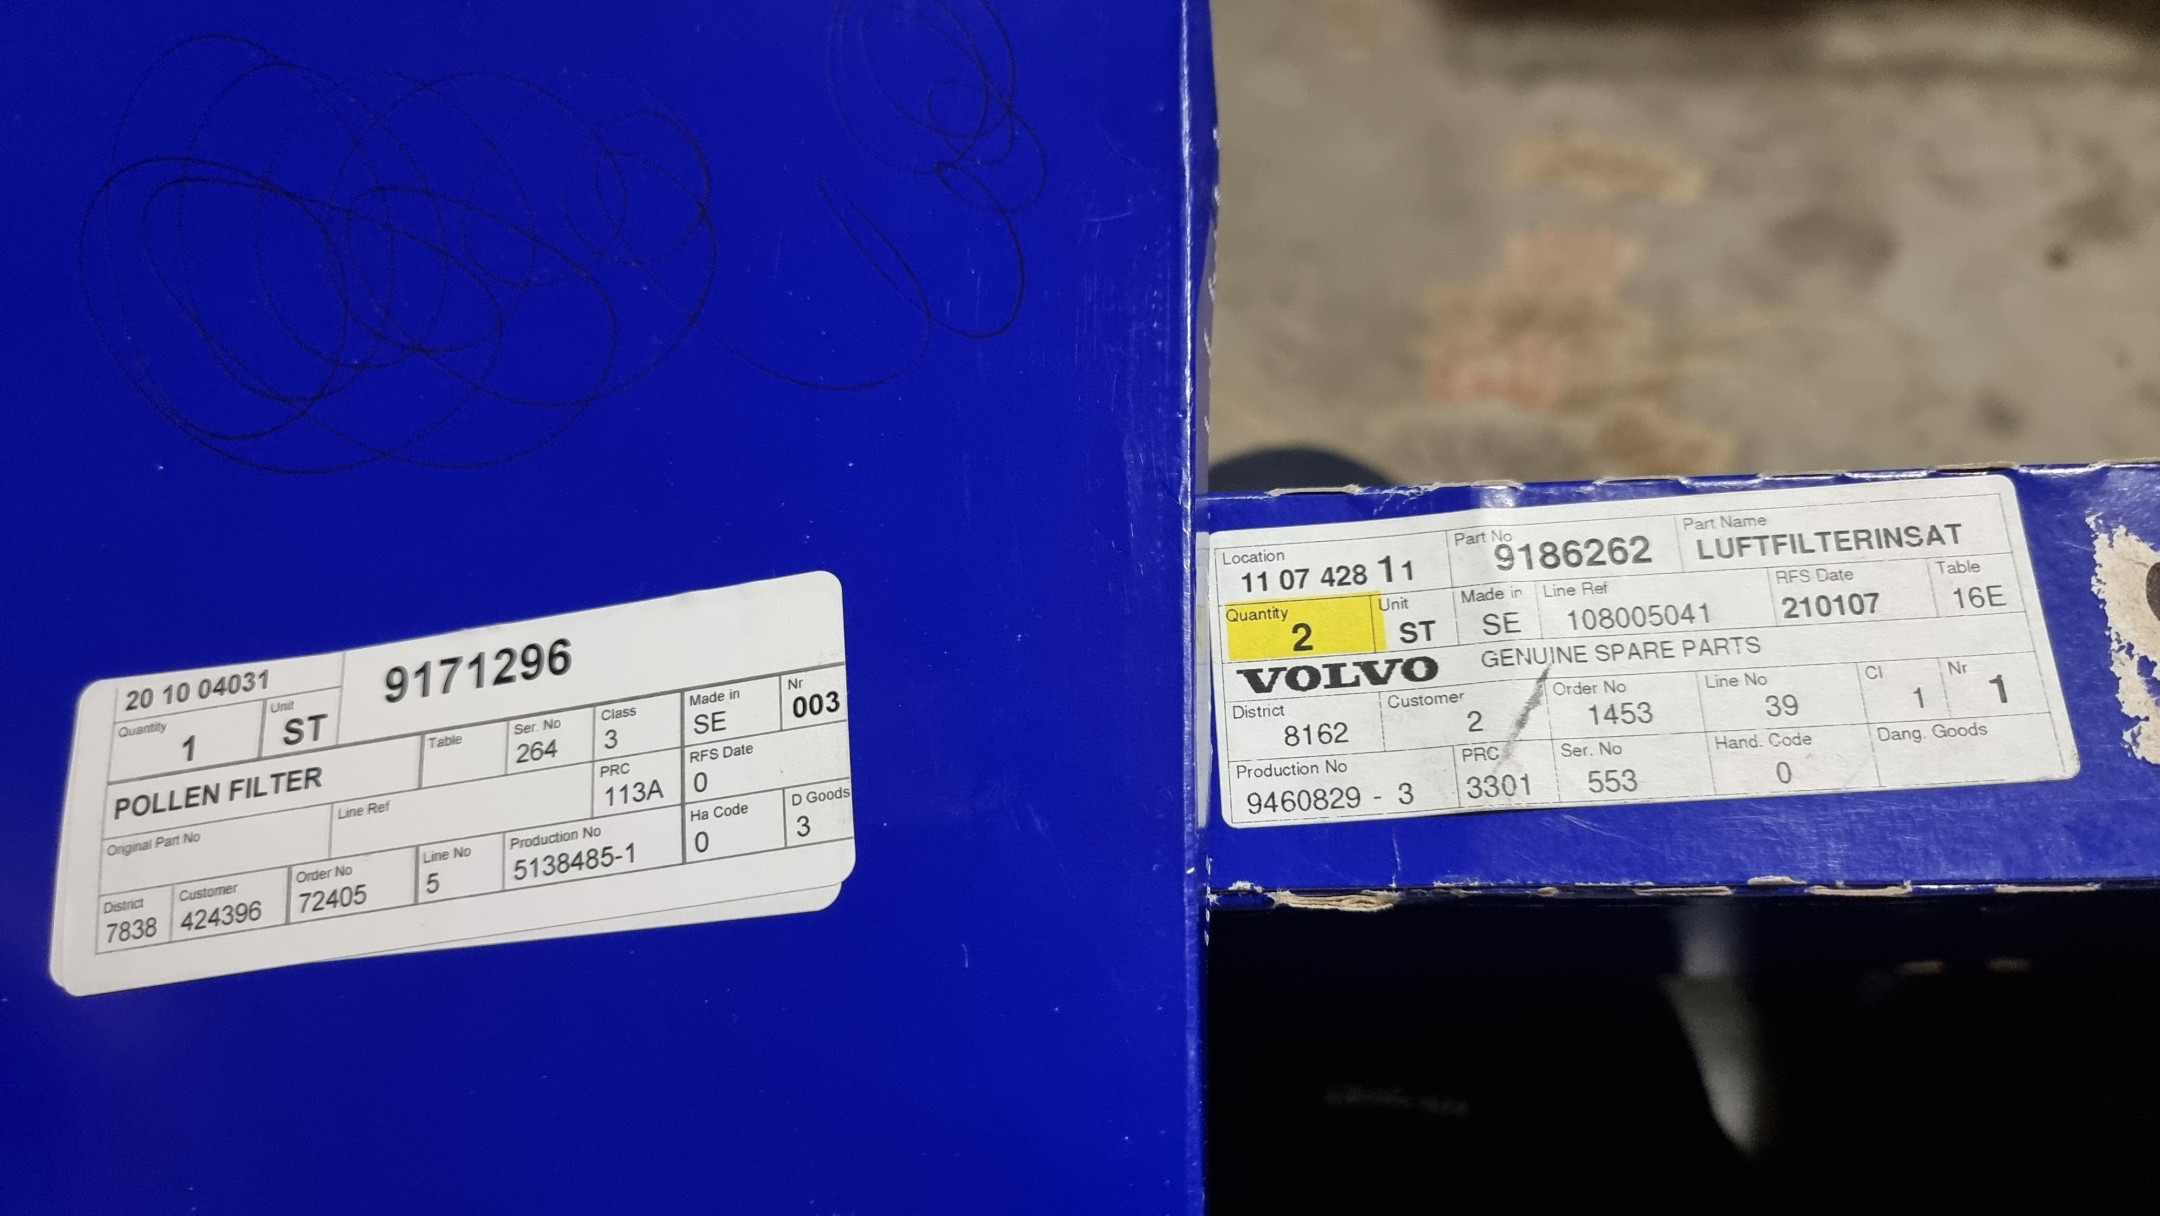 20 10 04031
9171296
Quantity
1
Unit
ST
POLLEN FILTER
Table
Ser. No
264
Class
3
Made in
SE
Nr
003
Original Part No
Line Ref
PRC
113A
RFS Date
0
District
7838
Customer
424396
Order No
72405
Line No
5
Production No
5138485-1
Ha Code
0
D Goods
3
Location
11 07 428 11
Part No
9186262
Part Name
LUFTFILTERINSAT
Quantity
2
Unit
ST
Made in
SE
Line Ref
108005041
RFS Date
210107
Table
16E
VOLVO GENUINE SPARE PARTS
District
8162
Customer
2
Order No
1453
Line No
39
Cl
1
Nr
1
Production No
9460829 - 3
PRC
3301
Ser. No
553
Hand. Code
0
Dang. Goods